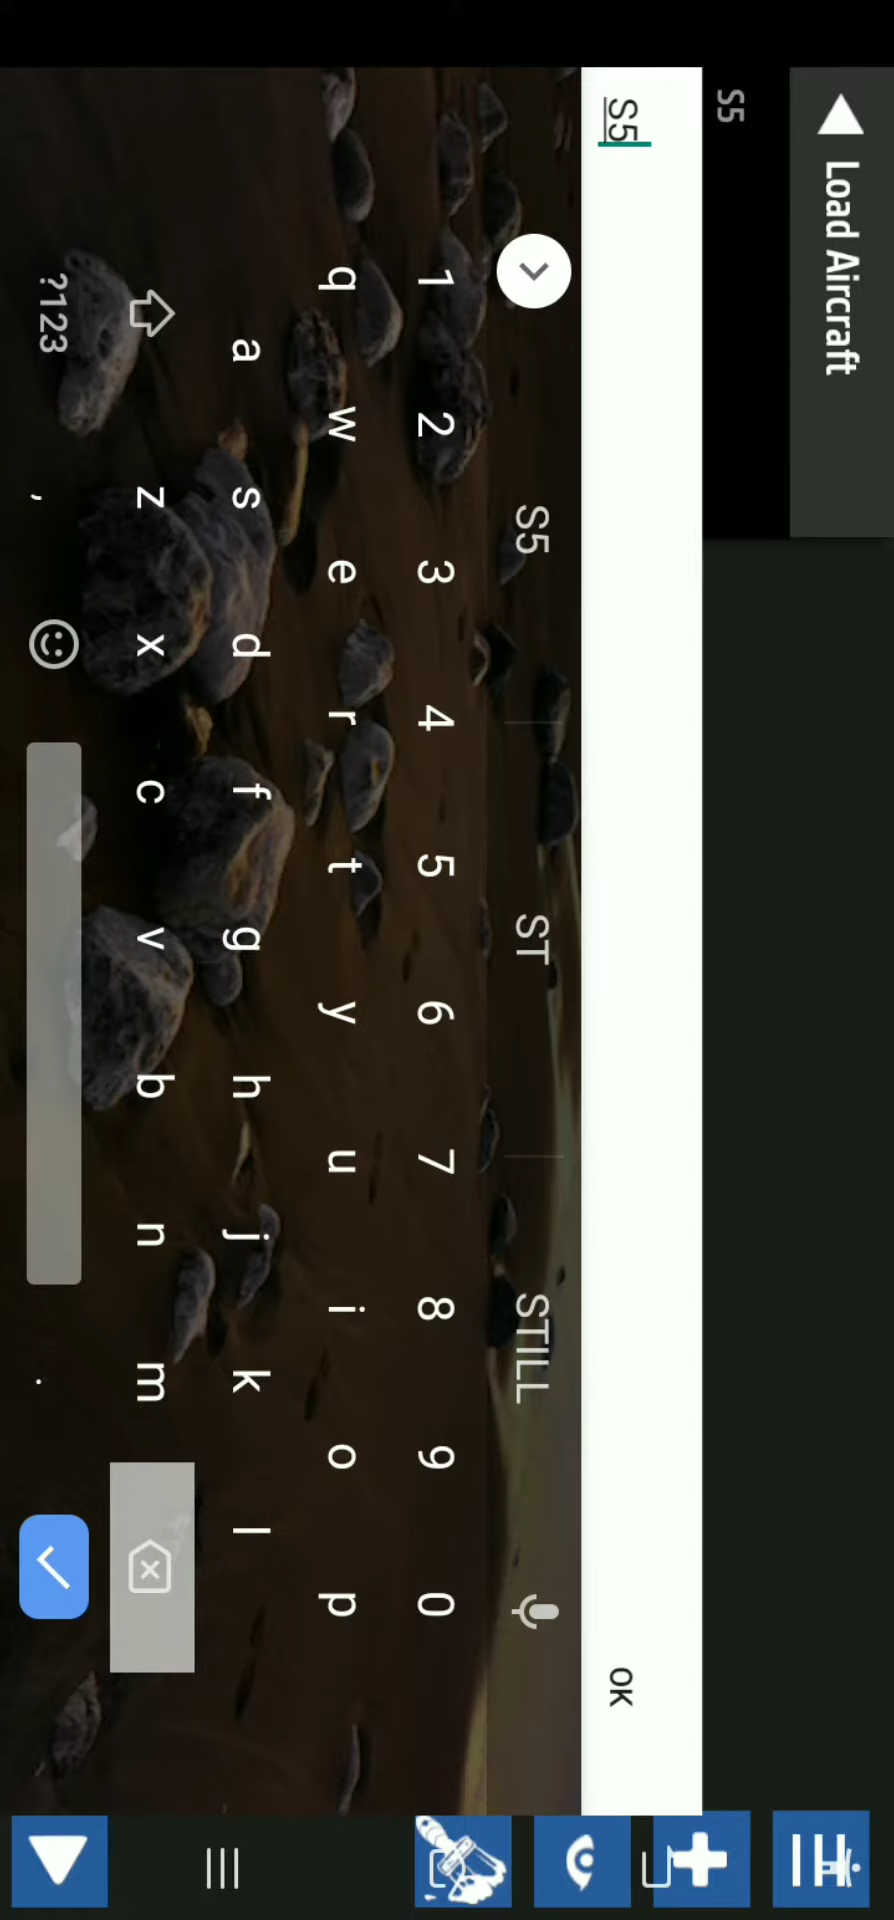 Load Aircraft
S5
S5
OK
S5 ST STILL
1 2 3 4 5 6 7 8 9 0
q w e r t y u i o p
a s d f g h j k l
z x c v b n m
?123 , .